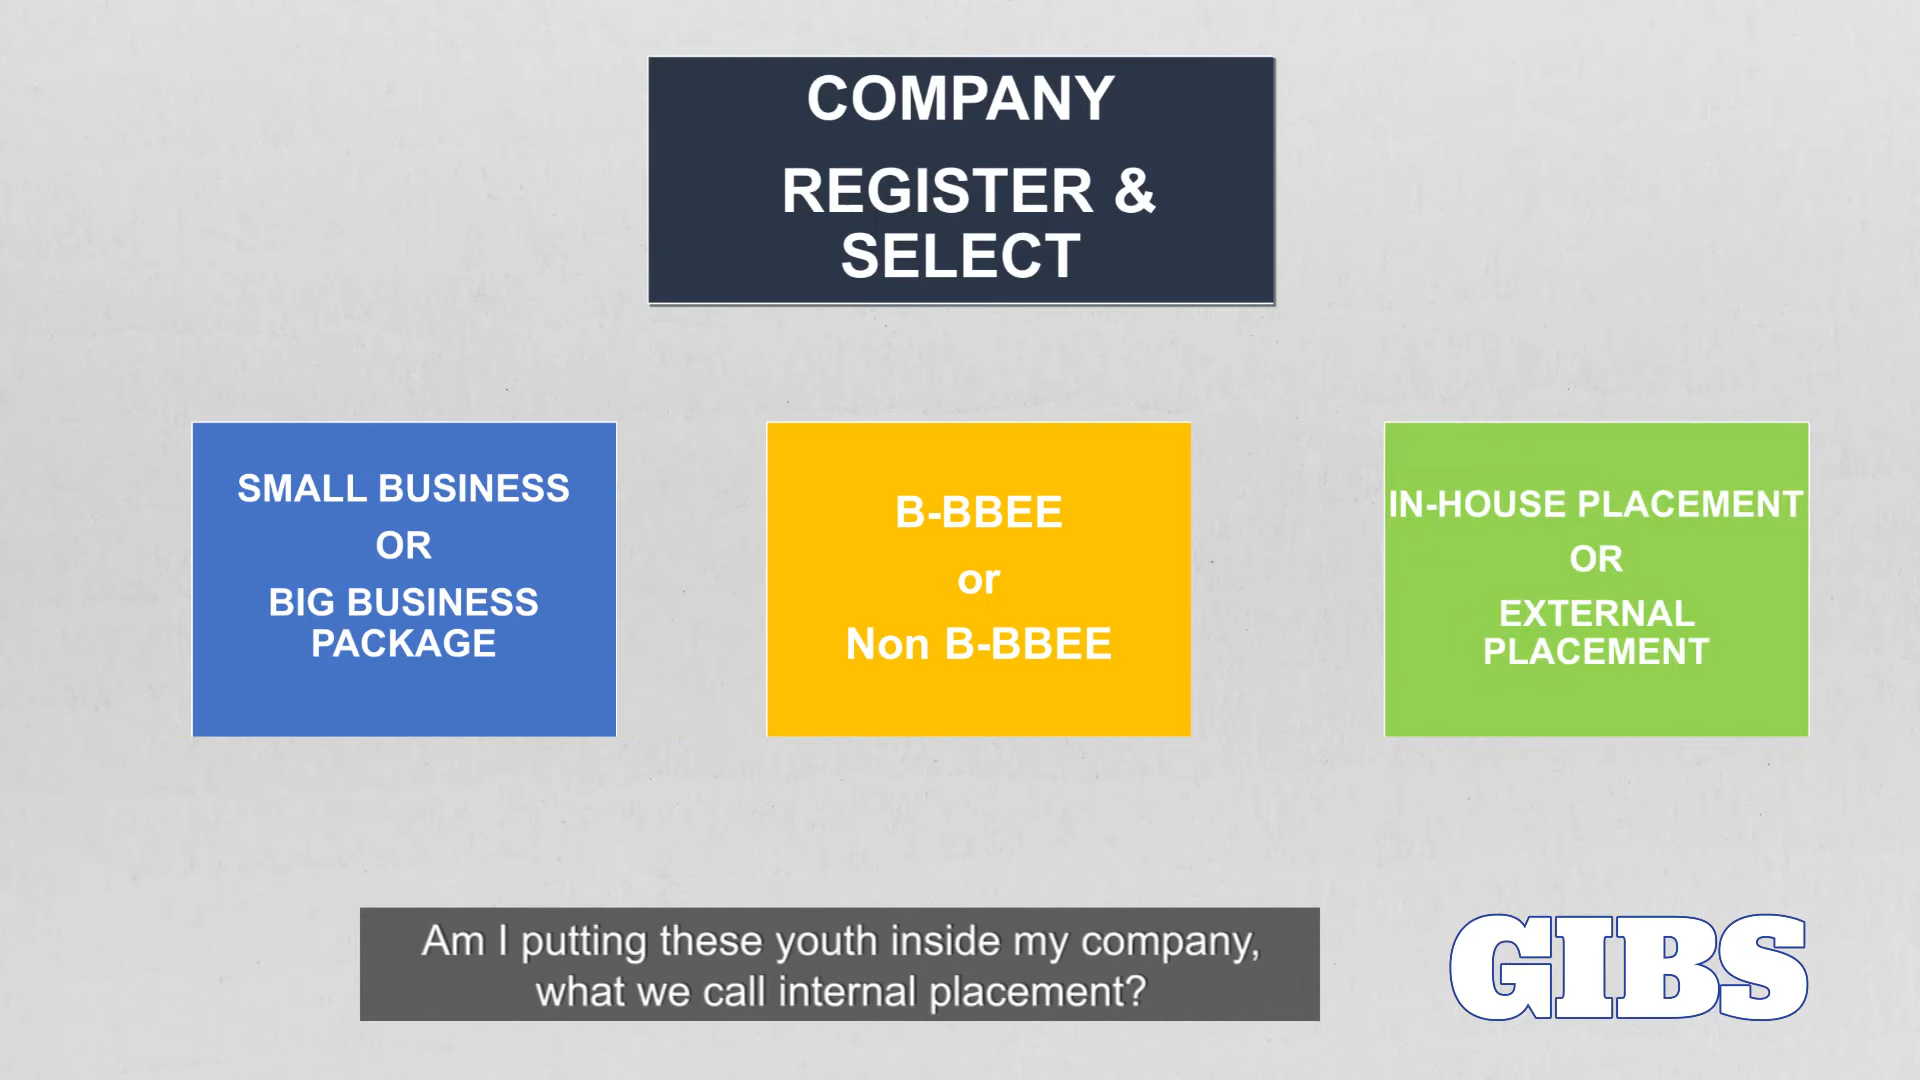 COMPANY
REGISTER &
SELECT
SMALL BUSINESS
OR
BIG BUSINESS
PACKAGE
B-BBEE
or
Non B-BBEE
IN-HOUSE PLACEMENT
OR
EXTERNAL
PLACEMENT
Am I putting these youth inside my company,
what we call internal placement?
GIBS